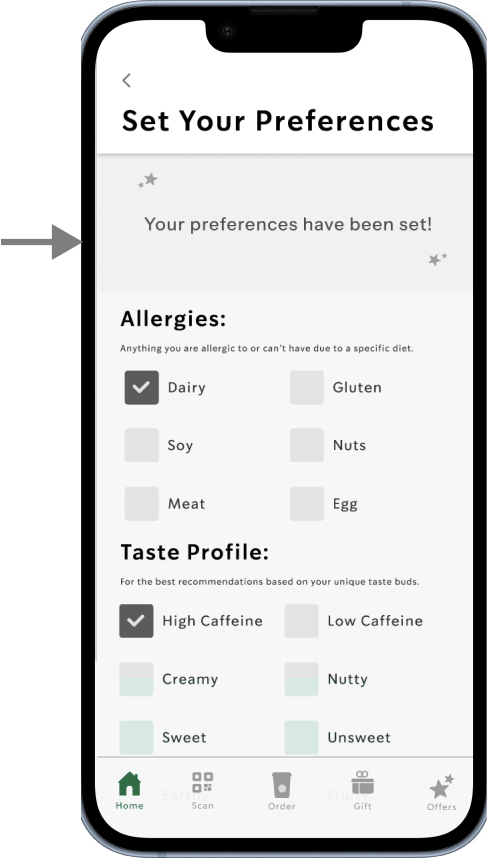 Set Your Preferences
Your preferences have been set!
Allergies:
Anything you are allergic to or can't have due to a specific diet.
Dairy Gluten
Soy Nuts
Meat Egg
Taste Profile:
For the best recommendations based on your unique taste buds.
High Caffeine Low Caffeine
Creamy Nutty
Sweet Unsweet
Earthy Fruity
Home Scan Order Gift Offers